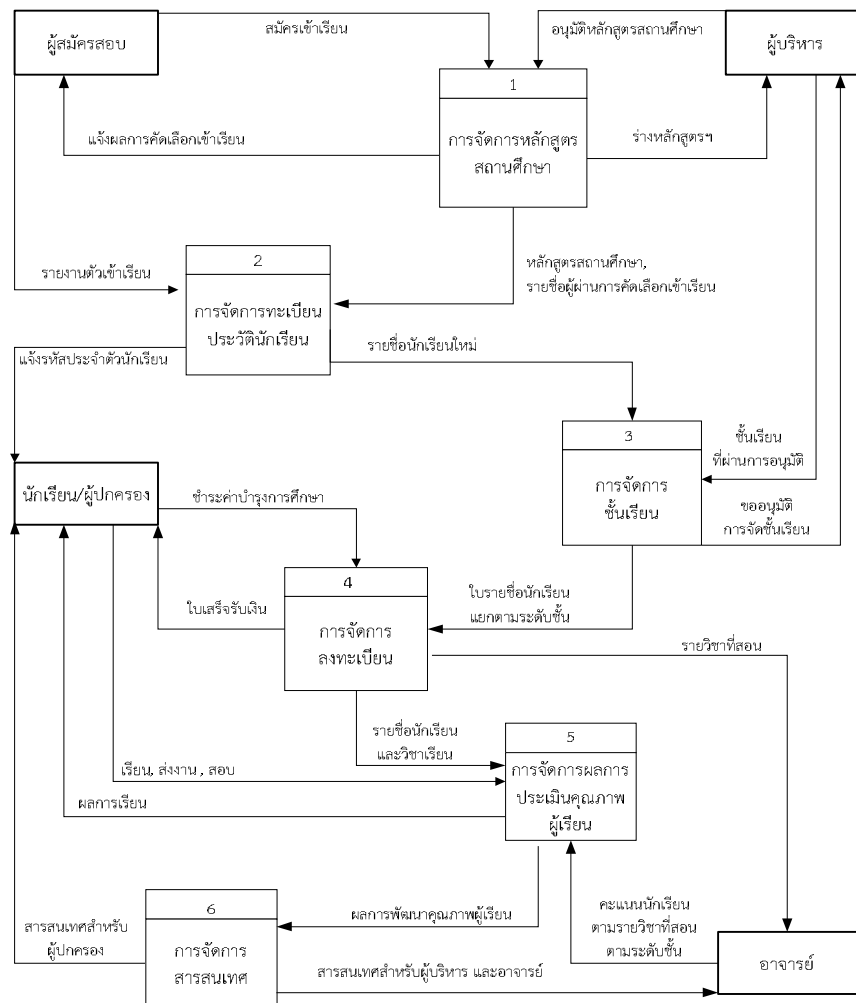 สมัครเข้าเรียน
อนุมัติหลักสูตรสถานศึกษา
ผู้สมัครสอบ
ผู้บริหาร
1
แจ้งผลการคัดเลือกเข้าเรียน
การจัดการหลักสูตร
สถานศึกษา
ร่างหลักสูตรฯ
รายงานตัวเข้าเรียน
2
การจัดการทะเบียน
ประวัตินักเรียน
หลักสูตรสถานศึกษา,
รายชื่อผู้ผ่านการคัดเลือกเข้าเรียน
แจ้งรหัสประจำตัวนักเรียน
รายชื่อนักเรียนใหม่
3
การจัดการ
ชั้นเรียน
ชั้นเรียน
ที่ผ่านการอนุมัติ
ขออนุมัติ
การจัดชั้นเรียน
นักเรียน/ผู้ปกครอง
ชำระค่าบำรุงการศึกษา
ใบเสร็จรับเงิน
4
การจัดการ
ลงทะเบียน
ใบรายชื่อนักเรียน
แยกตามระดับชั้น
รายวิชาที่สอน
รายชื่อนักเรียน
และวิชาเรียน
5
การจัดการผลการ
ประเมินคุณภาพ
ผู้เรียน
เรียน, ส่งงาน , สอบ
ผลการเรียน
6
การจัดการ
สารสนเทศ
ผลการพัฒนาคุณภาพผู้เรียน
คะแนนนักเรียน
ตามรายวิชาที่สอน
ตามระดับชั้น
สารสนเทศสำหรับ
ผู้ปกครอง
สารสนเทศสำหรับผู้บริหาร และอาจารย์
อาจารย์